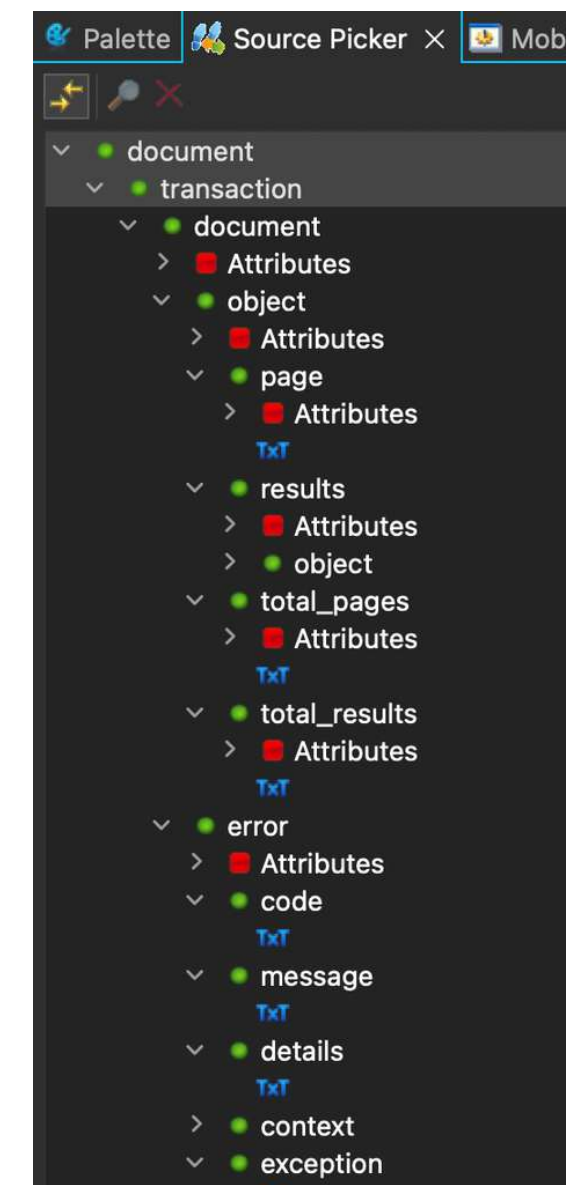 Palette Source Picker Mob
document
transaction
document
Attributes
object
Attributes
page
Attributes
TxT
results
Attributes
object
total_pages
Attributes
TxT
total_results
Attributes
TxT
error
Attributes
code
TxT
message
TxT
details
TxT
context
exception